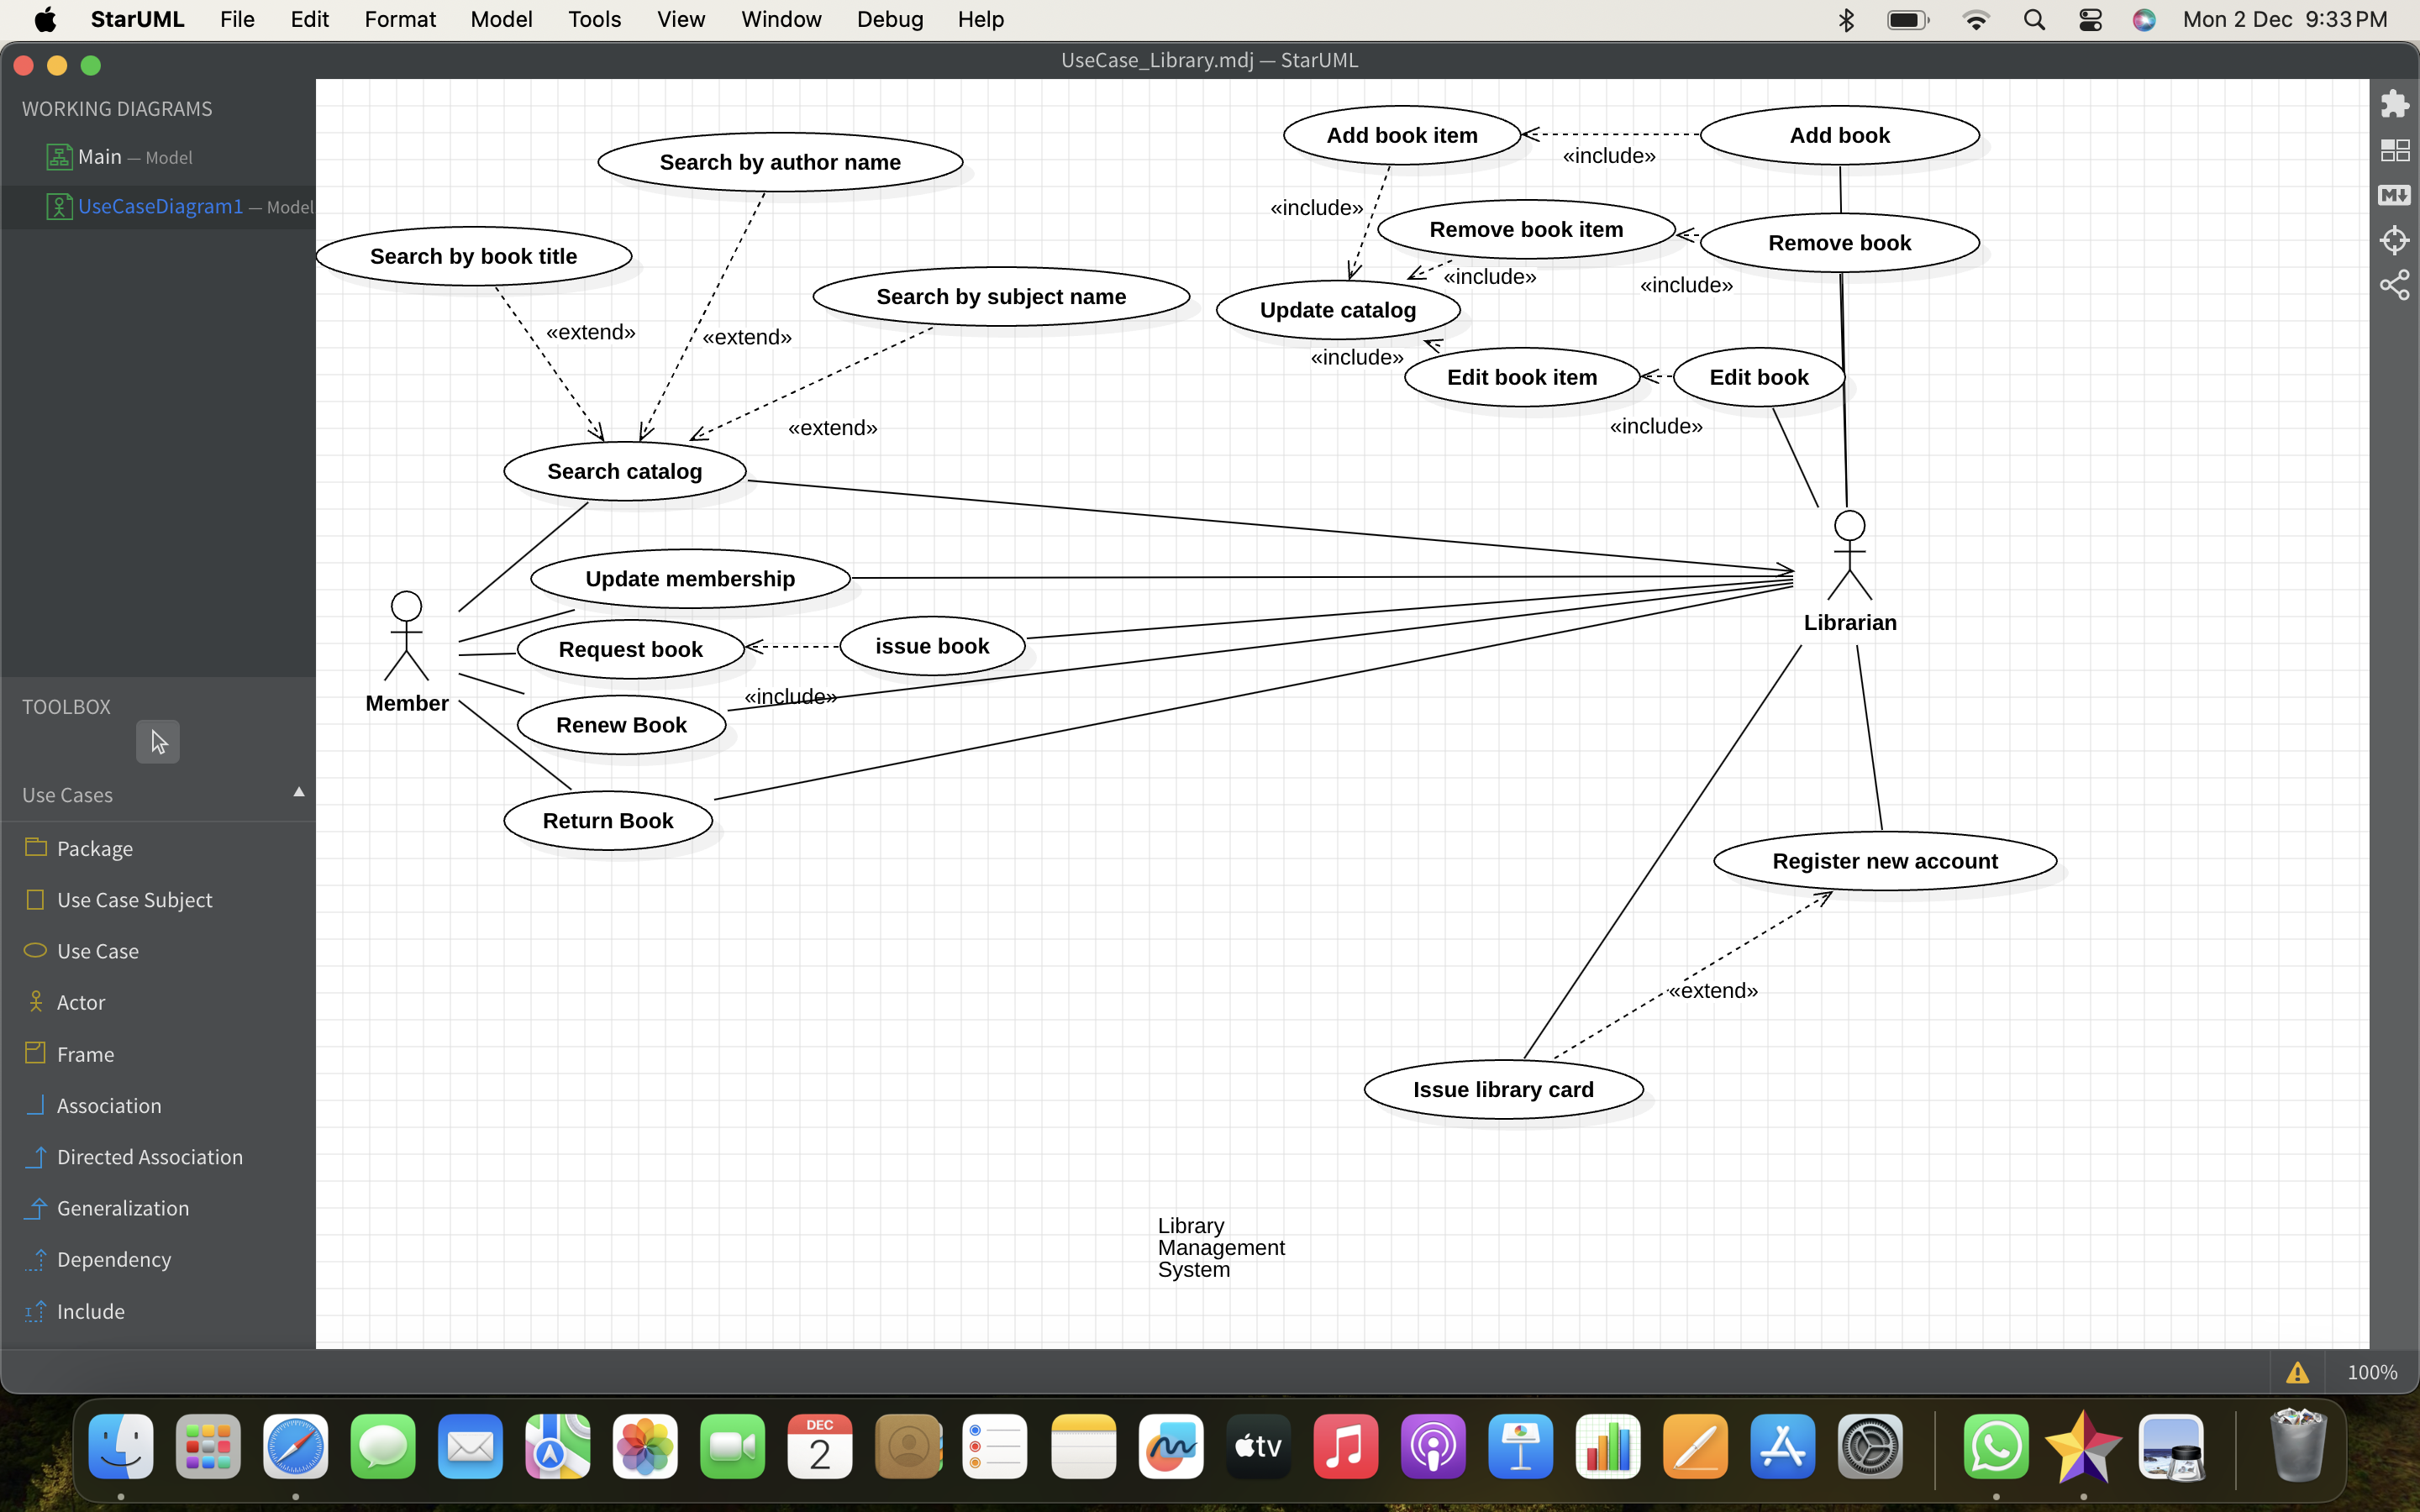 StarUML File Edit Format Model Tools View Window Debug Help Mon 2 Dec 9:33 PM
UseCase_Library.mdj — StarUML
WORKING DIAGRAMS
Main — Model
UseCaseDiagram1 — Model
TOOLBOX
Use Cases
Package
Use Case Subject
Use Case
Actor
Frame
Association
Directed Association
Generalization
Dependency
Include
Search by author name
Search by book title
Search by subject name
«extend»
«extend»
«extend»
Search catalog
Add book item
Add book
«include»
«include»
Remove book item
Remove book
«include»
«include»
Update catalog
«include»
Edit book item
Edit book
«include»
Update membership
Request book
issue book
«include»
Renew Book
Return Book
Member
Librarian
Register new account
«extend»
Issue library card
Library
Management
System
M
100%
DEC
2
tv